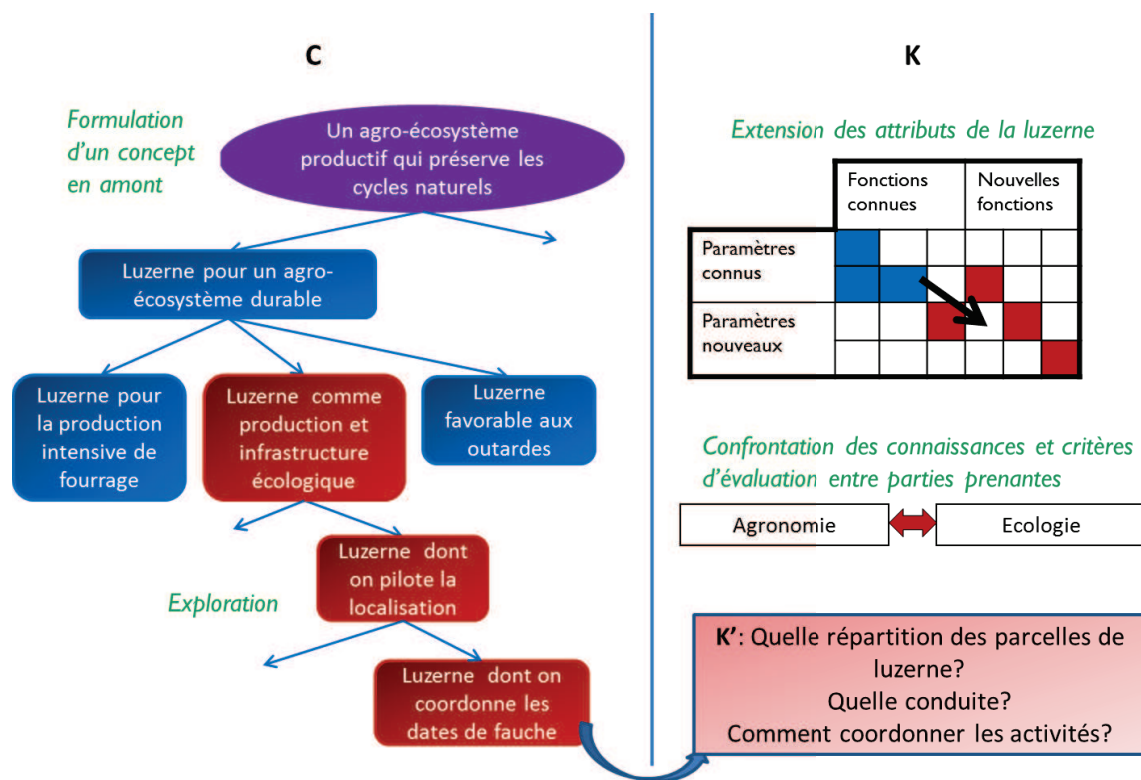 C
Formulation
d'un concept
en amont
Un agro-écosystème
productif qui préserve les
cycles naturels
Luzerne pour un agro-
écosystème durable
Luzerne pour
la production
intensive de
fourrage
Luzerne comme
production et
infrastructure
écologique
Luzerne
favorable aux
outardes
Luzerne dont
on pilote la
localisation
Exploration
Luzerne dont on
coordonne les
dates de fauche
K
Extension des attributs de la luzerne
Fonctions
connues
Nouvelles
fonctions
Paramètres
connus
Paramètres
nouveaux
Confrontation des connaissances et critères
d'évaluation entre parties prenantes
Agronomie
Ecologie
K': Quelle répartition des parcelles de
luzerne?
Quelle conduite?
Comment coordonner les activités?